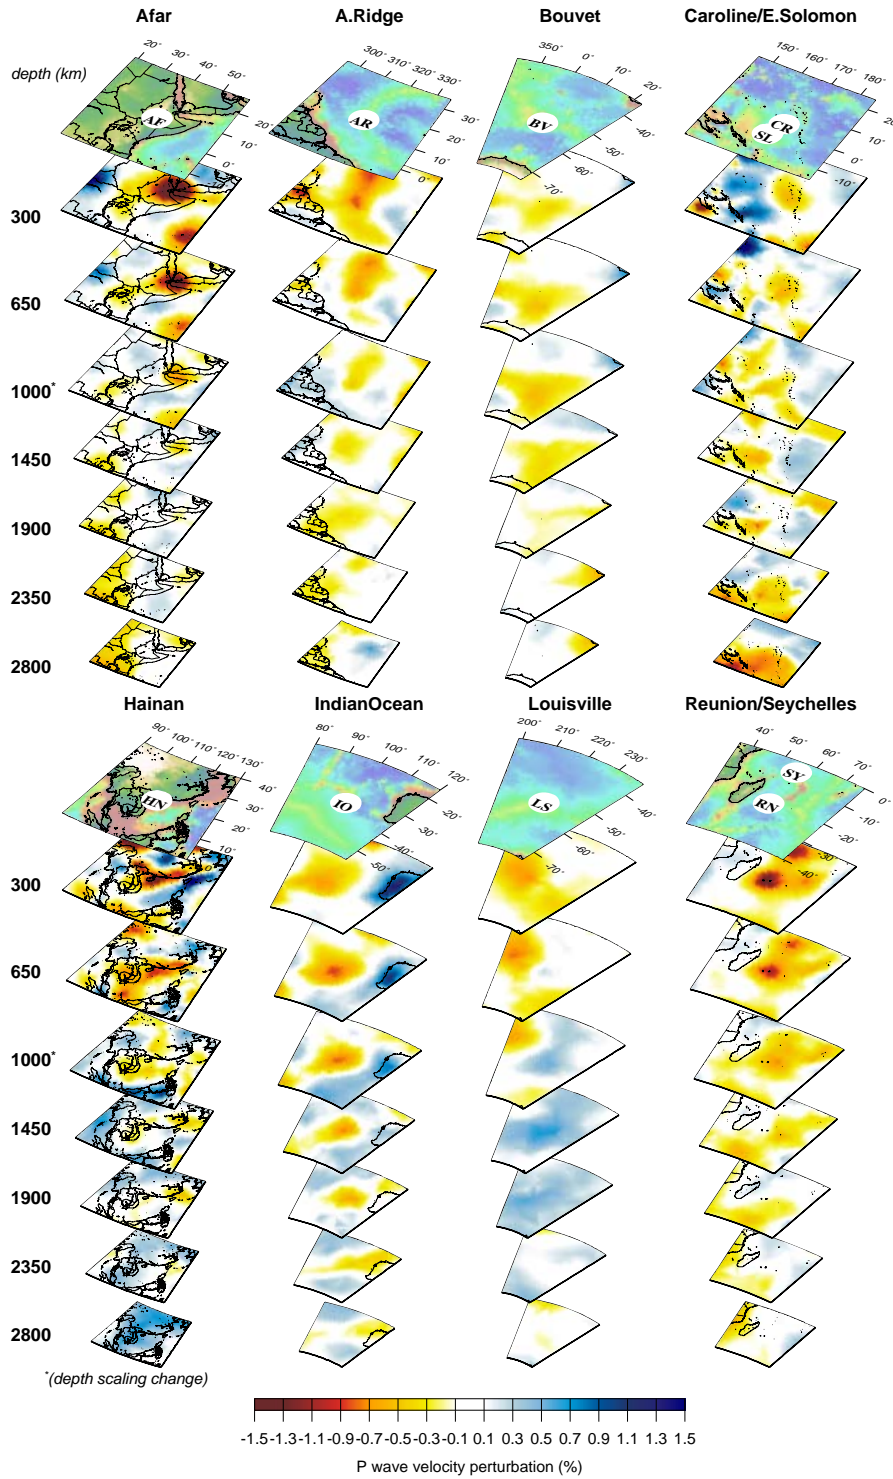 Afar A.Ridge Bouvet Caroline/E.Solomon
depth (km)
20° 30° 40° 50° 20° 10° 0°
300° 310° 320° 330° 30° 20° 10° 0°
350° 0° 10° 20° -40° -50° -60° -70°
150° 160° 170° 180° 20° 10° 0° -10°
AF AR BV CR SL
300
650
1000*
1450
1900
2350
2800
Hainan IndianOcean Louisville Reunion/Seychelles
90° 100° 110° 120° 130° 40° 30° 20° 10°
80° 90° 100° 110° 120° -20° -30° -40° -50°
200° 210° 220° 230° -40° -50° -60° -70°
40° 50° 60° 70° 0° -10° -20° -30° -40°
HN IO LS SY RN
300
650
1000*
1450
1900
2350
2800
*(depth scaling change)
-1.5 -1.3 -1.1 -0.9 -0.7 -0.5 -0.3 -0.1 0.1 0.3 0.5 0.7 0.9 1.1 1.3 1.5
P wave velocity perturbation (%)